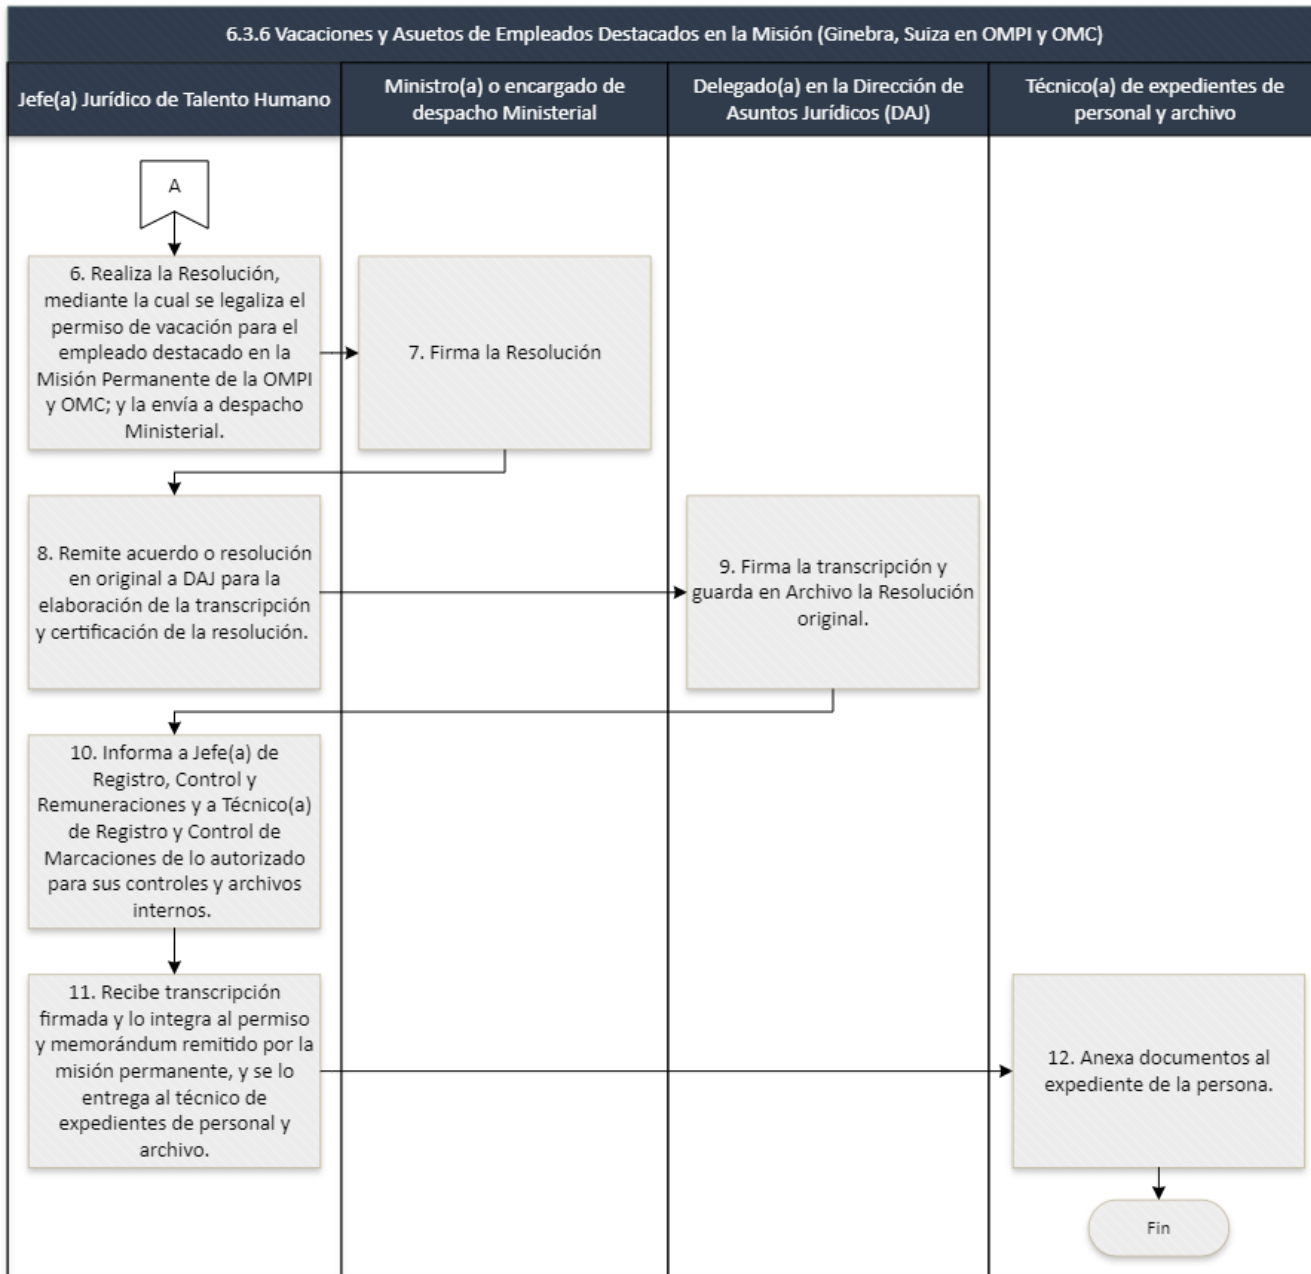 6.3.6 Vacaciones y Asuetos de Empleados Destacados en la Misión (Ginebra, Suiza en OMPI y OMC)
Jefe(a) Jurídico de Talento Humano
Ministro(a) o encargado de
despacho Ministerial
Delegado(a) en la Dirección de
Asuntos Jurídicos (DAJ)
Técnico(a) de expedientes de
personal y archivo
A
6. Realiza la Resolución,
mediante la cual se legaliza el
permiso de vacación para el
empleado destacado en la
Misión Permanente de la OMPI
y OMC; y la envía a despacho
Ministerial.
7. Firma la Resolución
8. Remite acuerdo o resolución
en original a DAJ para la
elaboración de la transcripción
y certificación de la resolución.
9. Firma la transcripción y
guarda en Archivo la Resolución
original.
10. Informa a Jefe(a) de
Registro, Control y
Remuneraciones y a Técnico(a)
de Registro y Control de
Marcaciones de lo autorizado
para sus controles y archivos
internos.
11. Recibe transcripción
firmada y lo integra al permiso
y memorándum remitido por la
misión permanente, y se lo
entrega al técnico de
expedientes de personal y
archivo.
12. Anexa documentos al
expediente de la persona.
Fin